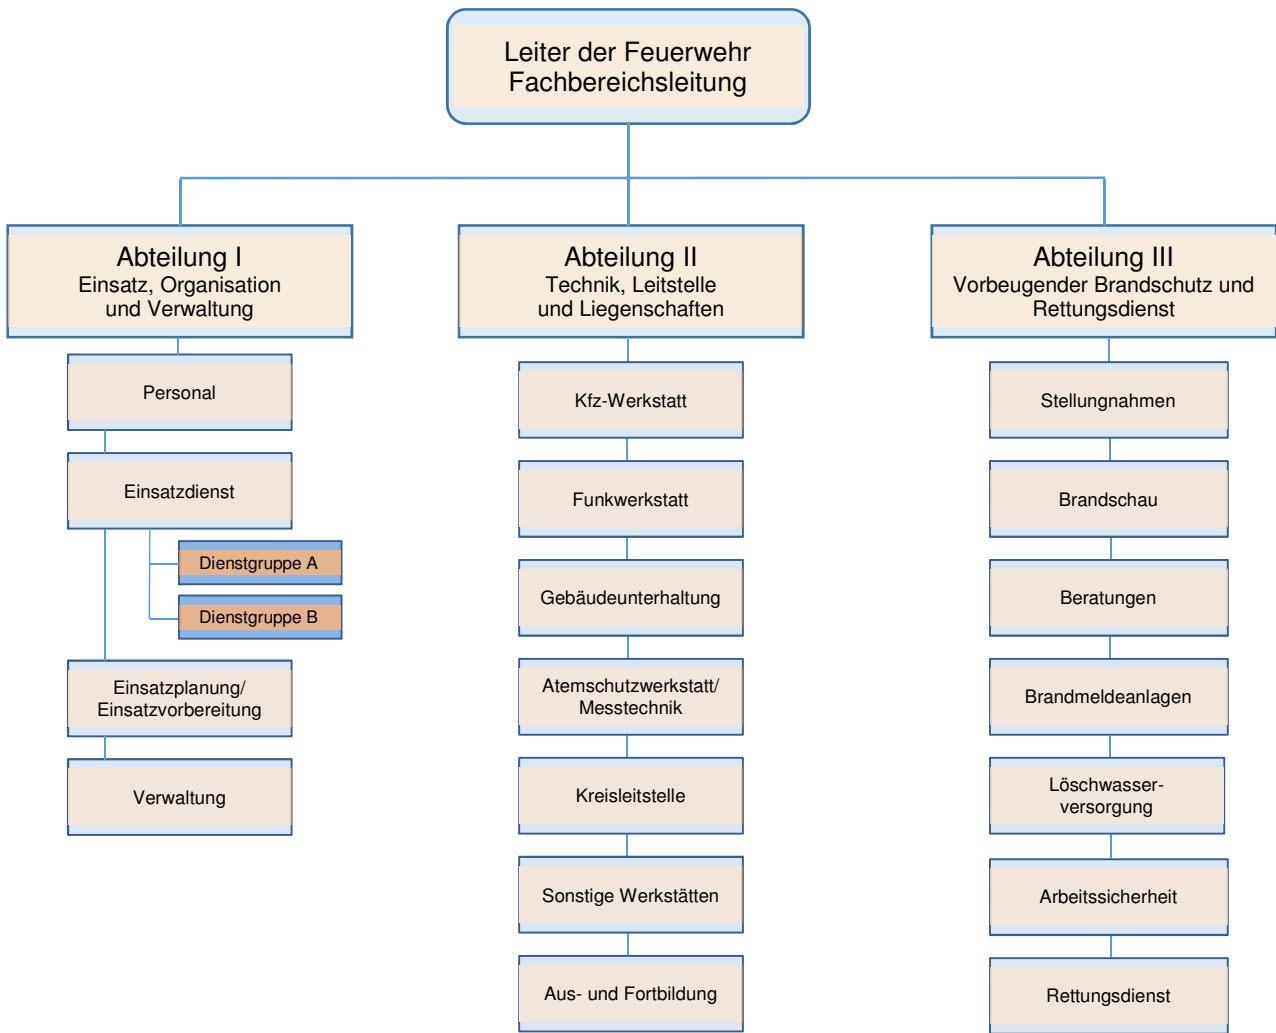 Leiter der Feuerwehr
Fachbereichsleitung
Abteilung I
Einsatz, Organisation
und Verwaltung
Personal
Einsatzdienst
Dienstgruppe A
Dienstgruppe B
Einsatzplanung/
Einsatzvorbereitung
Verwaltung
Abteilung II
Technik, Leitstelle
und Liegenschaften
Kfz-Werkstatt
Funkwerkstatt
Gebäudeunterhaltung
Atemschutzwerkstatt/
Messtechnik
Kreisleitstelle
Sonstige Werkstätten
Aus- und Fortbildung
Abteilung III
Vorbeugender Brandschutz und
Rettungsdienst
Stellungnahmen
Brandschau
Beratungen
Brandmeldeanlagen
Löschwasser-
versorgung
Arbeitssicherheit
Rettungsdienst